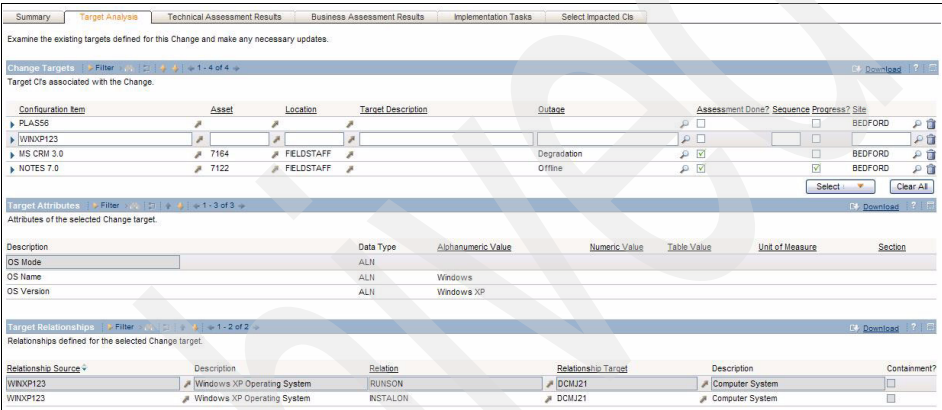 Summary Target Analysis Technical Assessment Results Business Assessment Results Implementation Tasks Select Impacted CIs
Examine the existing targets defined for this Change and make any necessary updates.
Change Targets Filter 1 - 4 of 4 Download ?
Target CI's associated with the Change.
Configuration Item Asset Location Target Description Outage Assessment Done? Sequence Progress? Site
PLAS56 BEDFORD
WINXP123
MS CRM 3.0 7164 FIELDSTAFF Degradation BEDFORD
NOTES 7.0 7122 FIELDSTAFF Offline BEDFORD
Select Clear All
Target Attributes Filter 1 - 3 of 3 Download ?
Attributes of the selected Change target.
Description Data Type Alphanumeric Value Numeric Value Table Value Unit of Measure Section
OS Mode ALN
OS Name ALN Windows
OS Version ALN Windows XP
Target Relationships Filter 1 - 2 of 2 Download ?
Relationships defined for the selected Change target.
Relationship Source Description Relation Relationship Target Description Containment?
WINXP123 Windows XP Operating System RUNSON DCMJ21 Computer System
WINXP123 Windows XP Operating System INSTALON DCMJ21 Computer System